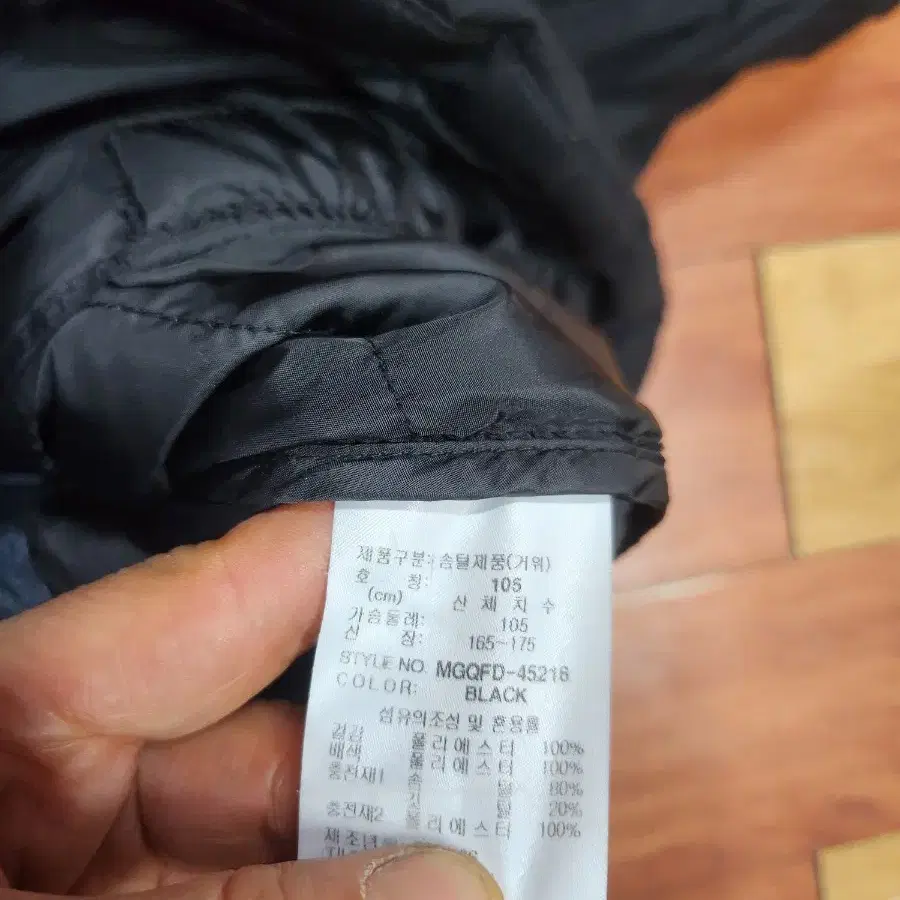 제품구분: 솜털제품(거위)
호 칭: 105
(cm) 신 체 치 수
가슴둘레: 105
신 장: 165~175
STYLE NO. MGQFD-45218
COLOR: BLACK
섬유의조성 및 혼용률
겉감 폴리에스터 100%
배색 폴리에스터 100%
충전재1 솜 털 80%
깃 털 20%
충전재2 폴리에스터 100%
제조년